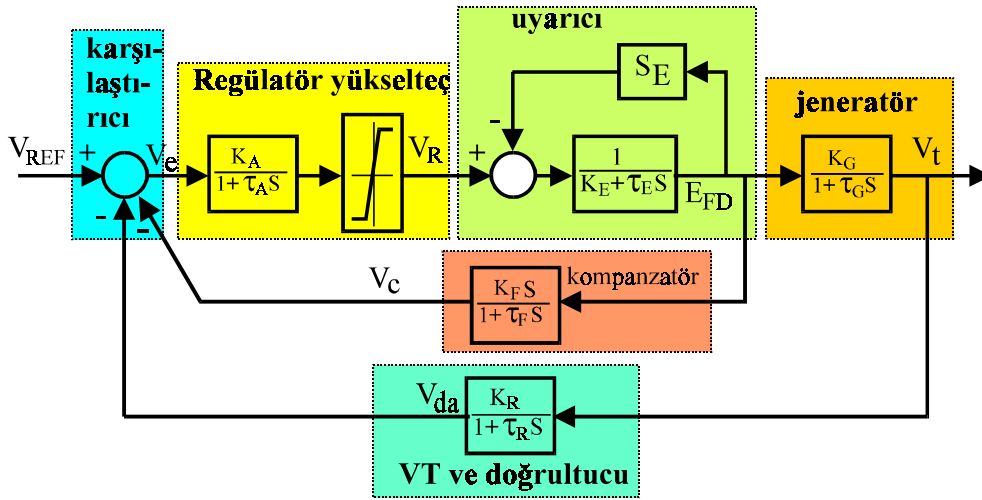 karşı-
laştı-
rıcı
V_REF
+
-
-
V_e
Regülatör yükselteç
K_A
1+τ_A S
V_R
uyarıcı
S_E
-
+
1
K_E+τ_E S
E_FD
jeneratör
K_G
1+τ_G S
V_t
V_c
K_F S
1+τ_F S
kompanzatör
V_da
K_R
1+τ_R S
VT ve doğrultucu